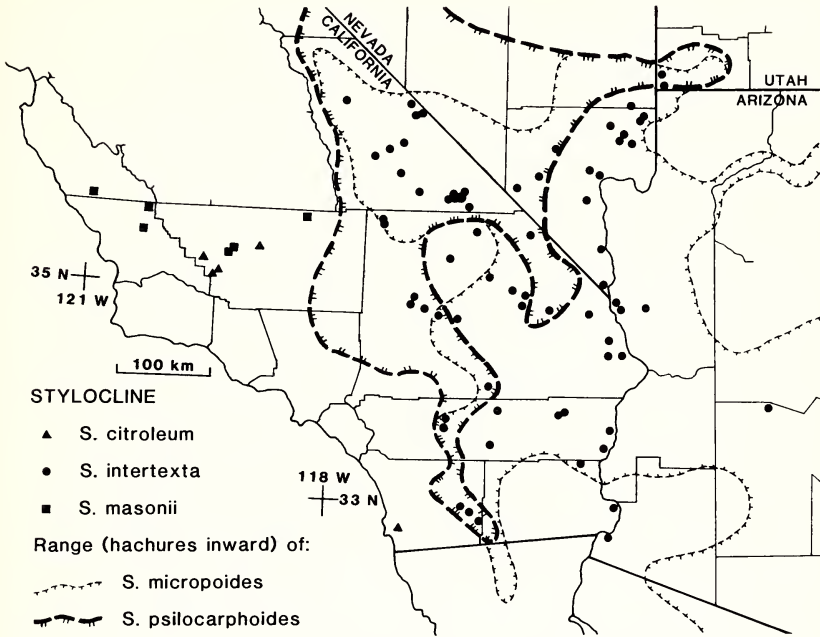 NEVADA
CALIFORNIA
UTAH
ARIZONA
35 N
121 W
100 km
STYLOCLINE
S. citroleum
S. intertexta
S. masonii
118 W
33 N
Range (hachures inward) of:
S. micropoides
S. psilocarphoides